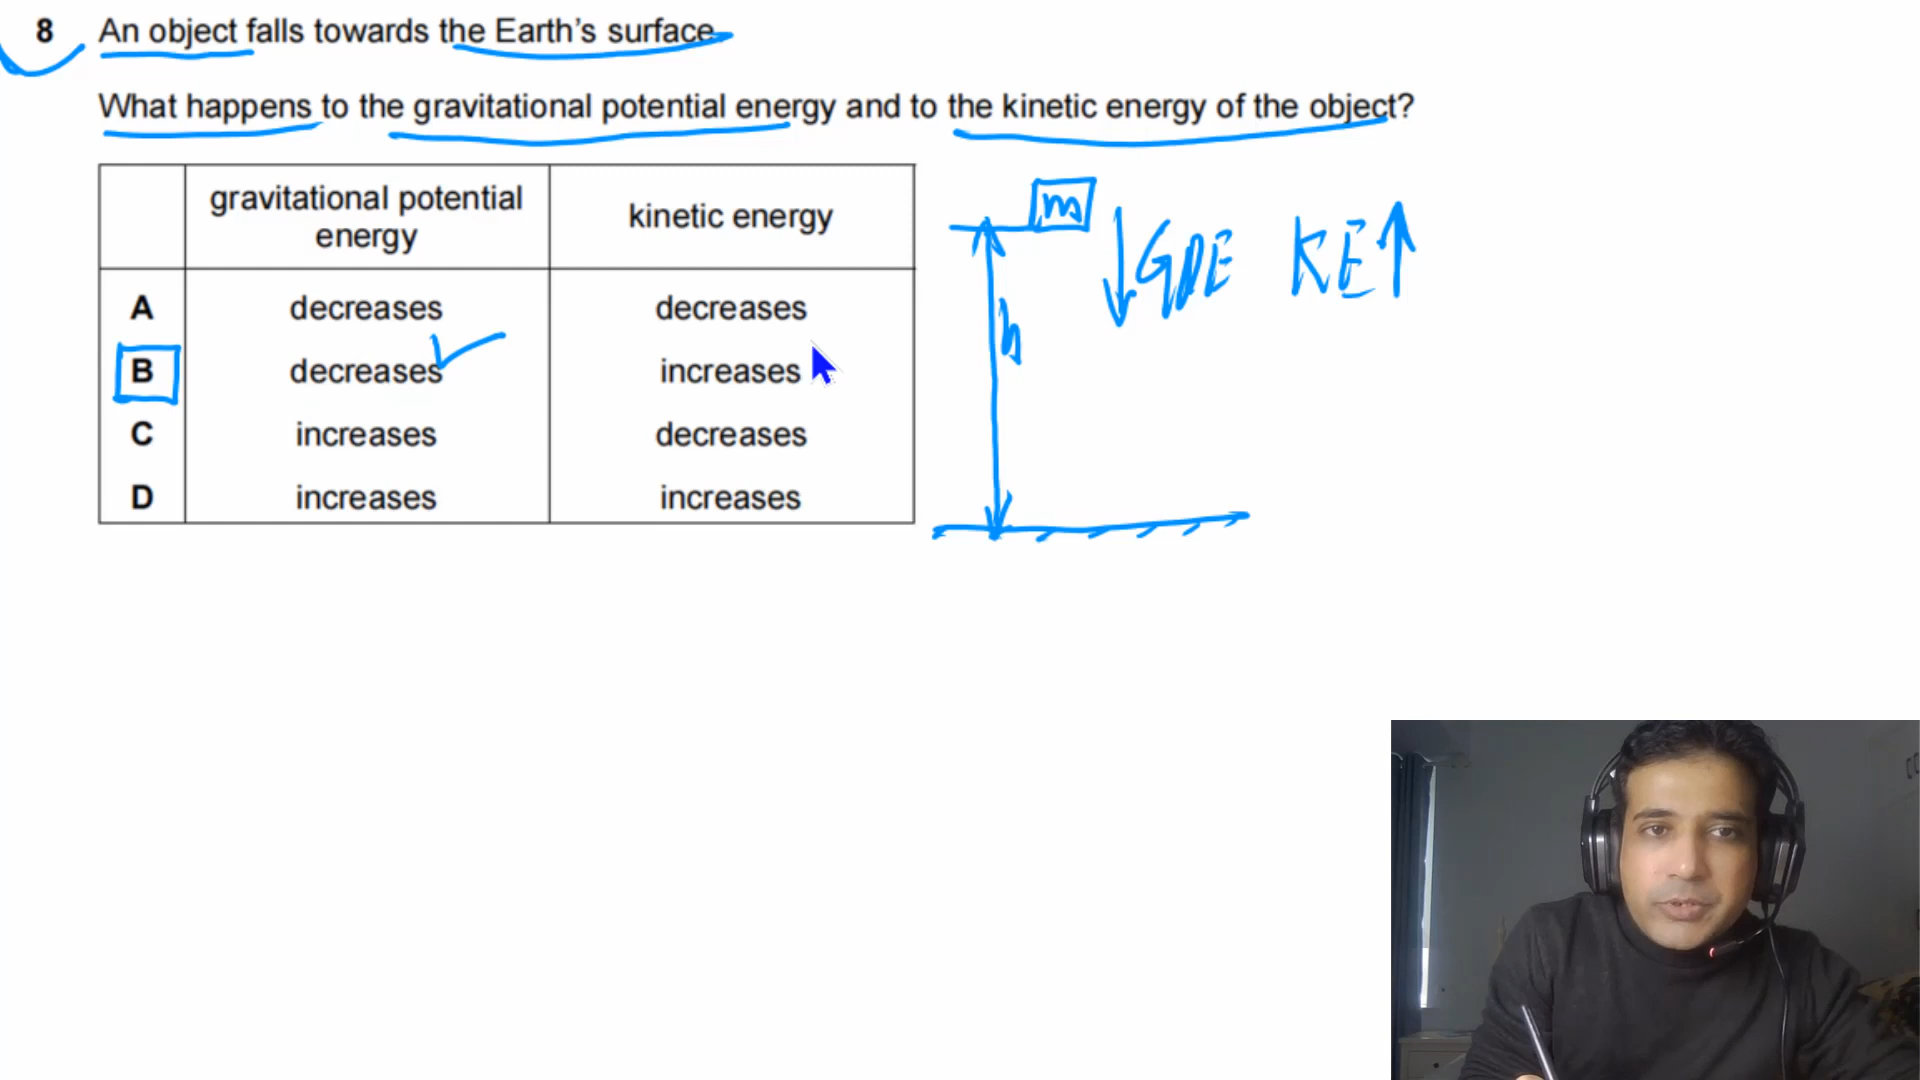 8 An object falls towards the Earth's surface.
What happens to the gravitational potential energy and to the kinetic energy of the object?
gravitational potential energy kinetic energy
A decreases decreases
B decreases increases
C increases decreases
D increases increases
m
h
GPE KE